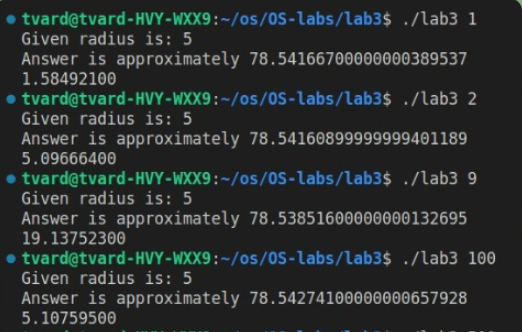 tvard@tvard-HVY-WXX9:~/os/OS-labs/lab3$ ./lab3 1
Given radius is: 5
Answer is approximately 78.54166700000000389537
1.58492100
tvard@tvard-HVY-WXX9:~/os/OS-labs/lab3$ ./lab3 2
Given radius is: 5
Answer is approximately 78.54160899999999401189
5.09666400
tvard@tvard-HVY-WXX9:~/os/OS-labs/lab3$ ./lab3 9
Given radius is: 5
Answer is approximately 78.53851600000000132695
19.13752300
tvard@tvard-HVY-WXX9:~/os/OS-labs/lab3$ ./lab3 100
Given radius is: 5
Answer is approximately 78.54274100000000657928
5.10759500